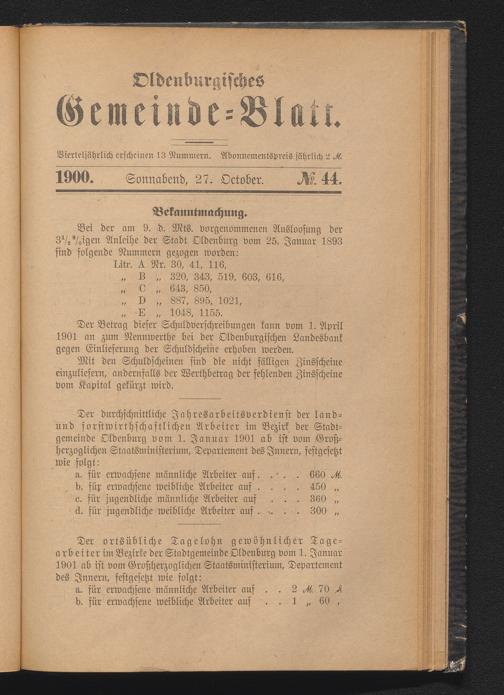 Oldenburgisches
Gemeinde=Blatt.
Vierteljährlich erscheinen 13 Nummern. Abonnementspreis jährlich 2 ℳ.
1900. Sonnabend, 27. October. №. 44.
Bekanntmachung.
Bei der am 9. d. Mts. vorgenommenen Ausloosung der
3½%igen Anleihe der Stadt Oldenburg vom 25. Januar 1893
sind folgende Nummern gezogen worden:
Litr. A Nr. 30, 41, 116,
„ B „ 320, 343, 519, 603, 616,
„ C „ 643, 850,
„ D „ 887, 895, 1021,
„ E „ 1048, 1155.
Der Betrag dieser Schuldverschreibungen kann vom 1. April
1901 an zum Nennwerthe bei der Oldenburgischen Landesbank
gegen Einlieferung der Schuldscheine erhoben werden.
Mit den Schuldscheinen sind die nicht fälligen Zinsscheine
einzuliefern, andernfalls der Werthbetrag der fehlenden Zinsscheine
vom Kapital gekürzt wird.
Der durchschnittliche Jahresarbeitsverdienst der land=
und forstwirthschaftlichen Arbeiter im Bezirk der Stadt=
gemeinde Oldenburg vom 1. Januar 1901 ab ist vom Groß=
herzoglichen Staatsministerium, Departement des Innern, festgesetzt
wie folgt:
a. für erwachsene männliche Arbeiter auf . . . . 660 ℳ.
b. für erwachsene weibliche Arbeiter auf . . . . 450 „
c. für jugendliche männliche Arbeiter auf . . . . 360 „
d. für jugendliche weibliche Arbeiter auf . . . . 300 „
Der ortsübliche Tagelohn gewöhnlicher Tage=
arbeiter im Bezirke der Stadtgemeinde Oldenburg vom 1. Januar
1901 ab ist vom Großherzoglichen Staatsministerium, Departement
des Innern, festgesetzt wie folgt:
a. für erwachsene männliche Arbeiter auf . . 2 ℳ 70 ₰
b. für erwachsene weibliche Arbeiter auf . . 1 „ 60 „